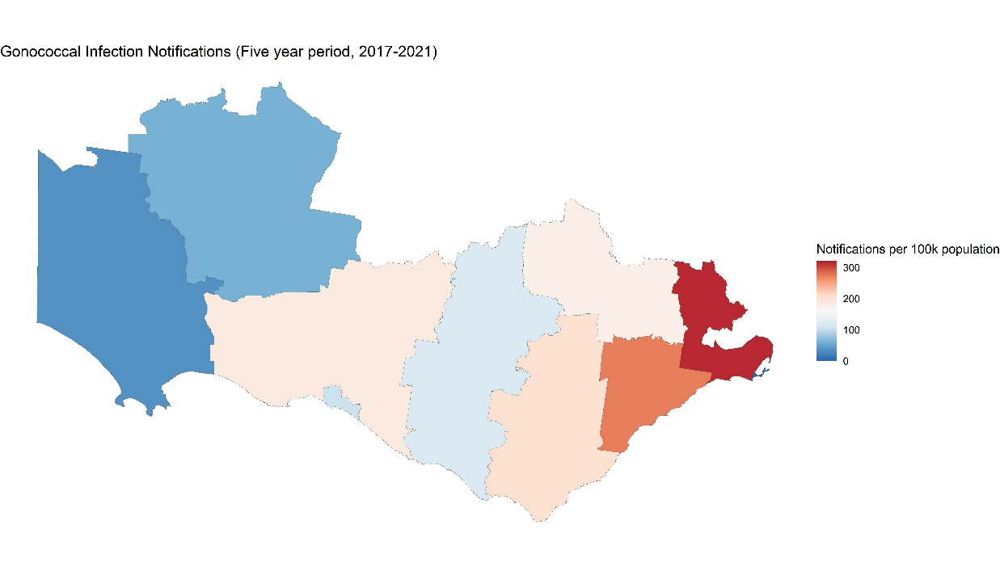 Gonococcal Infection Notifications (Five year period, 2017-2021)
Notifications per 100k population
300
200
100
0